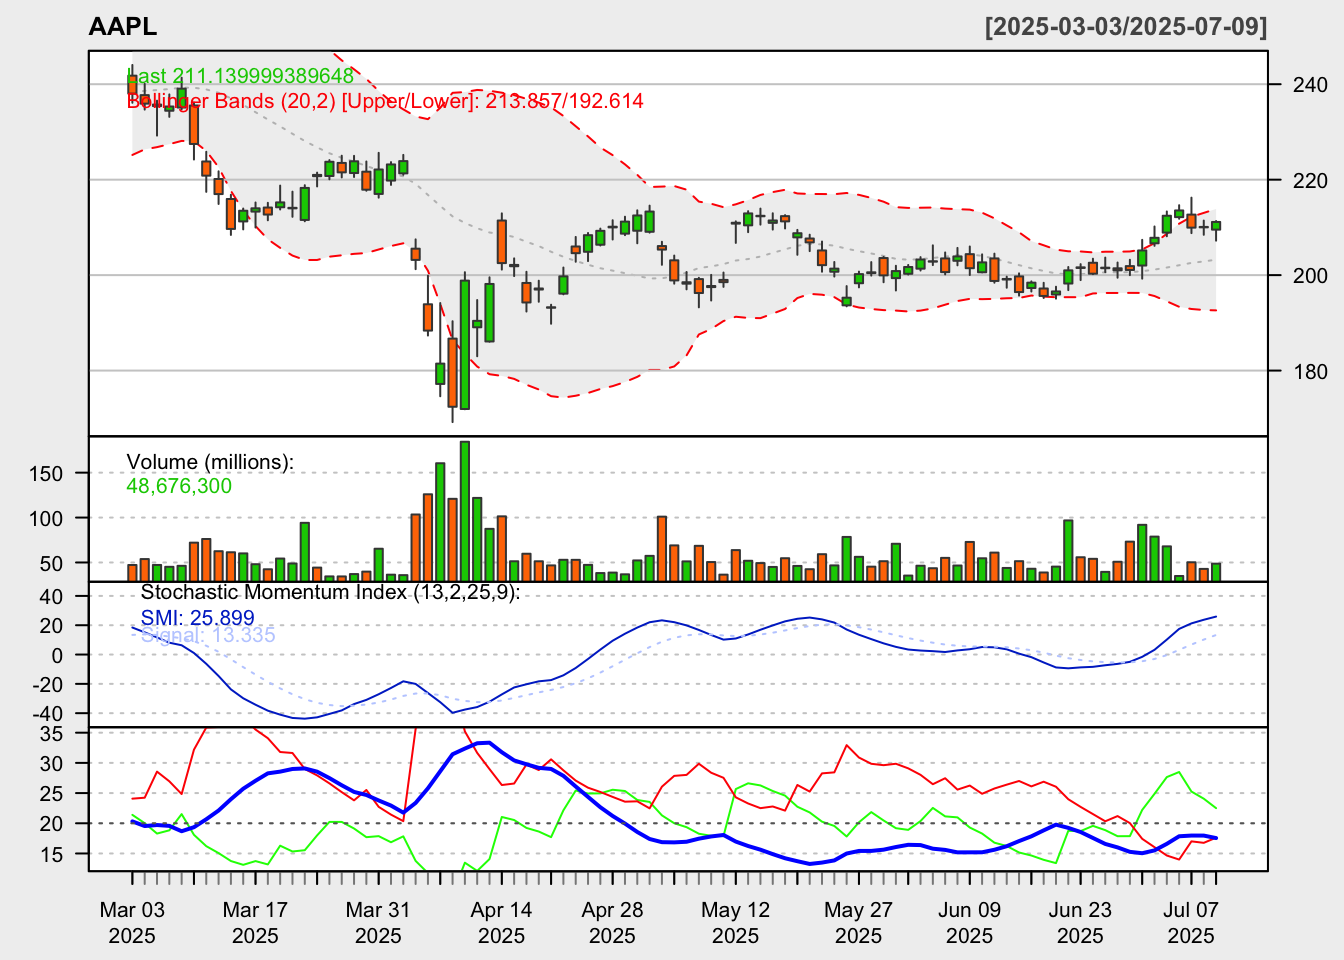 AAPL [2025-03-03/2025-07-09]
Last 211.139999389648
Bollinger Bands (20,2) [Upper/Lower]: 213.857/192.614
240
220
200
180
Volume (millions):
48,676,300
150
100
50
Stochastic Momentum Index (13,2,25,9):
SMI: 25.899
Signal: 13.335
40
20
0
-20
-40
35
30
25
20
15
Mar 03 Mar 17 Mar 31 Apr 14 Apr 28 May 12 May 27 Jun 09 Jun 23 Jul 07
2025 2025 2025 2025 2025 2025 2025 2025 2025 2025